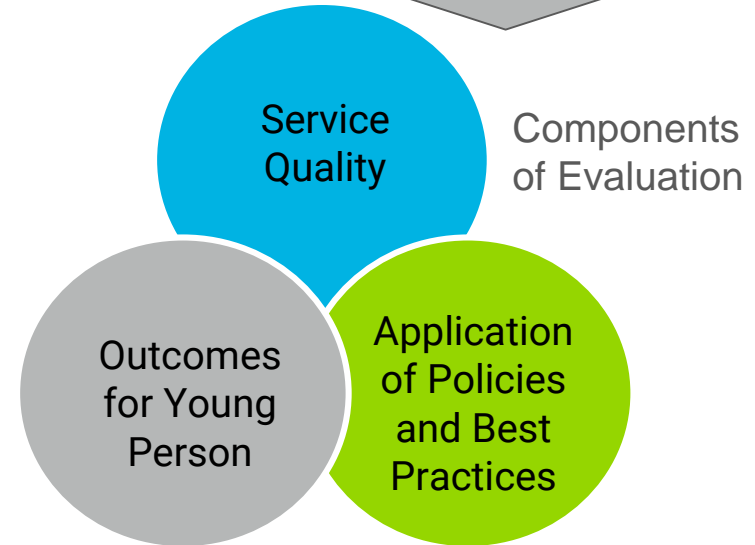 Service
Quality
Components
of Evaluation
Outcomes
for Young
Person
Application
of Policies
and Best
Practices